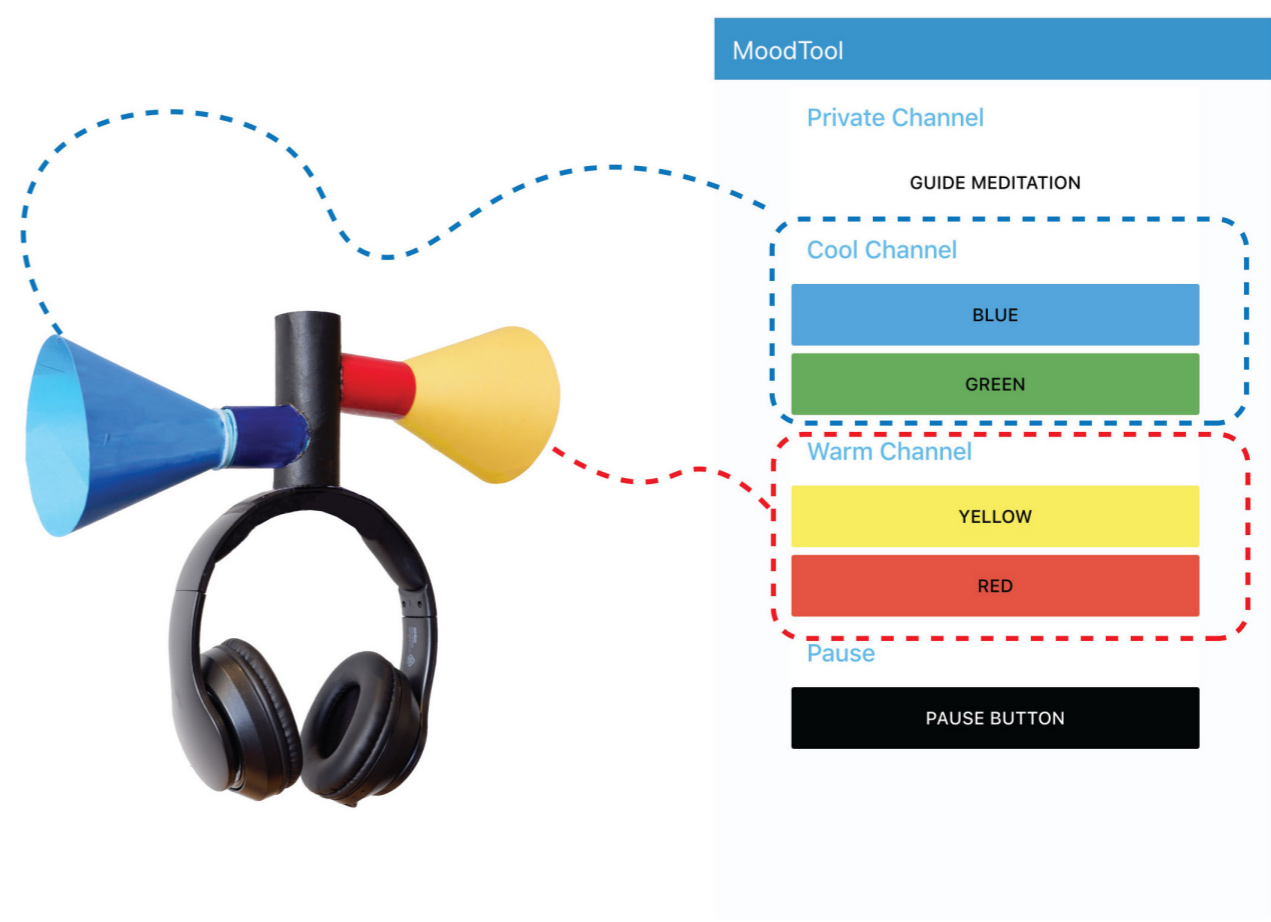 MoodTool
Private Channel
GUIDE MEDITATION
Cool Channel
BLUE
GREEN
Warm Channel
YELLOW
RED
Pause
PAUSE BUTTON